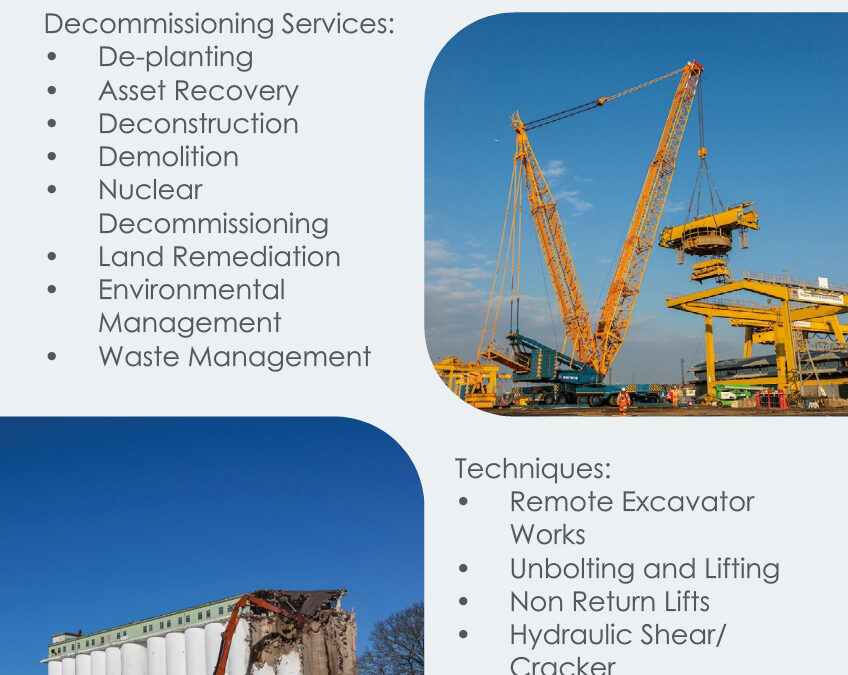 Decommissioning Services:
• De-planting
• Asset Recovery
• Deconstruction
• Demolition
• Nuclear
Decommissioning
• Land Remediation
• Environmental
Management
• Waste Management
Techniques:
• Remote Excavator
Works
• Unbolting and Lifting
• Non Return Lifts
• Hydraulic Shear/
Cracker